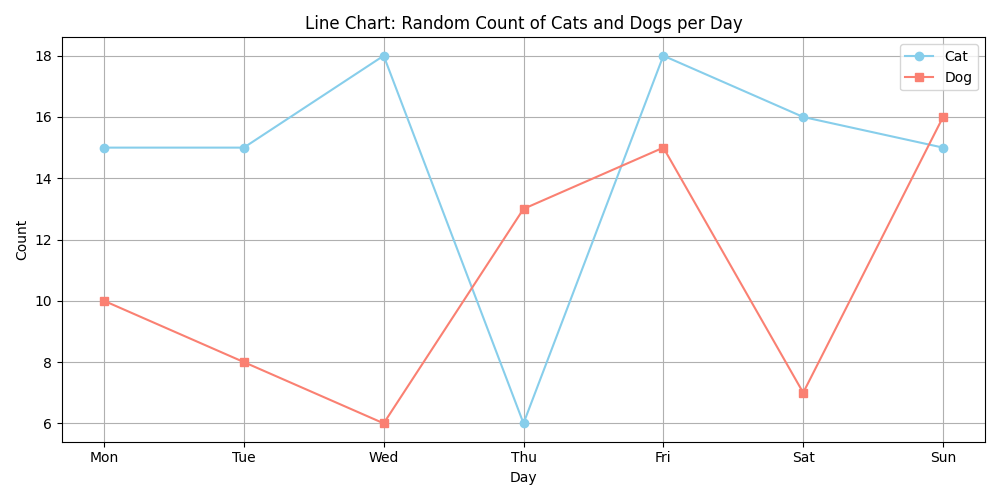 Line Chart: Random Count of Cats and Dogs per Day
Cat
Dog
18
16
14
12
10
8
6
Count
Mon Tue Wed Thu Fri Sat Sun
Day